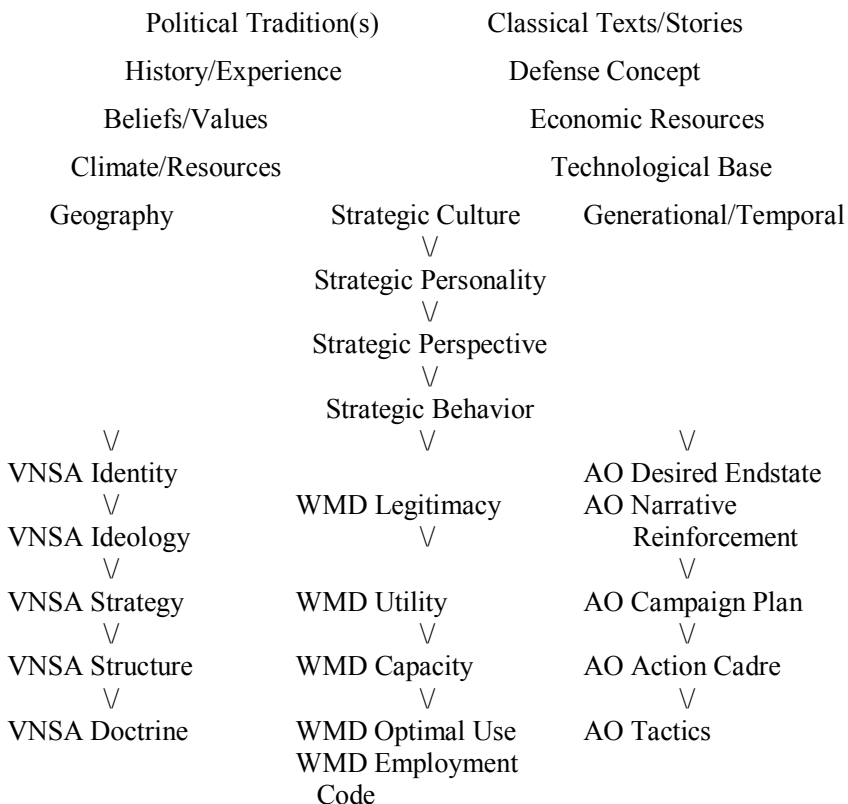 Political Tradition(s) Classical Texts/Stories
History/Experience Defense Concept
Beliefs/Values Economic Resources
Climate/Resources Technological Base
Geography Strategic Culture Generational/Temporal
\/
Strategic Personality
\/
Strategic Perspective
\/
Strategic Behavior
\/ \/ \/
VNSA Identity AO Desired Endstate
\/ WMD Legitimacy AO Narrative
VNSA Ideology \/ Reinforcement
\/ \/
VNSA Strategy WMD Utility AO Campaign Plan
\/ \/ \/
VNSA Structure WMD Capacity AO Action Cadre
\/ \/ \/
VNSA Doctrine WMD Optimal Use AO Tactics
WMD Employment
Code